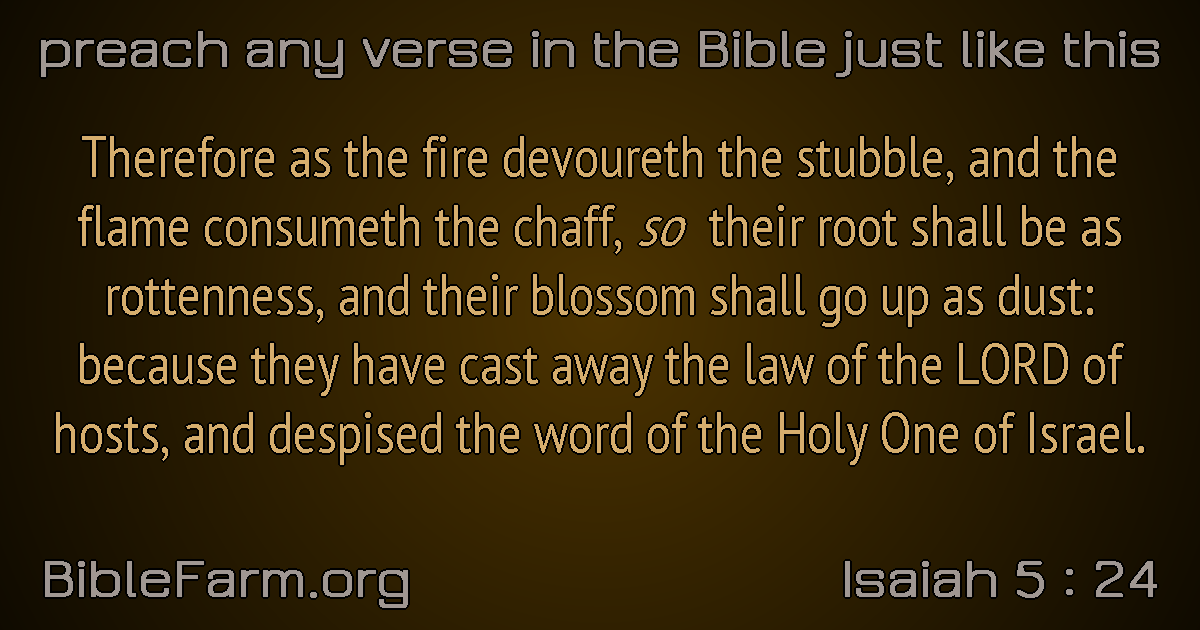 preach any verse in the Bible just like this
Therefore as the fire devoureth the stubble, and the
flame consumeth the chaff, so their root shall be as
rottenness, and their blossom shall go up as dust:
because they have cast away the law of the LORD of
hosts, and despised the word of the Holy One of Israel.
BibleFarm.org
Isaiah 5 : 24